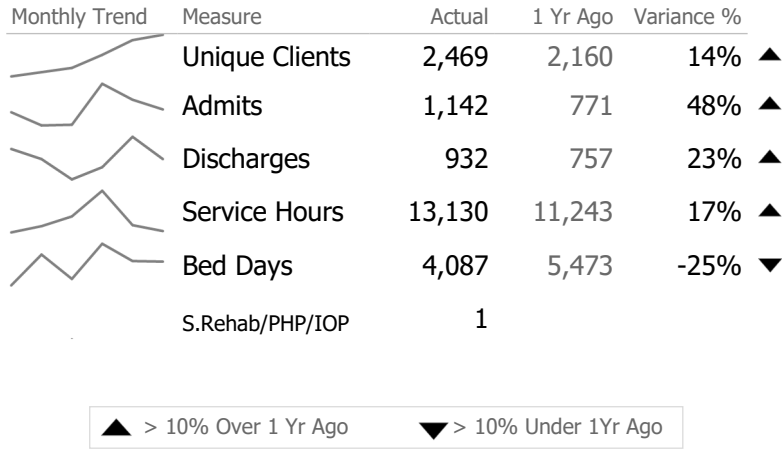 Monthly Trend Measure Actual 1 Yr Ago Variance %
Unique Clients 2,469 2,160 14% ▲
Admits 1,142 771 48% ▲
Discharges 932 757 23% ▲
Service Hours 13,130 11,243 17% ▲
Bed Days 4,087 5,473 -25% ▼
S.Rehab/PHP/IOP 1
▲ > 10% Over 1 Yr Ago ▼ > 10% Under 1Yr Ago